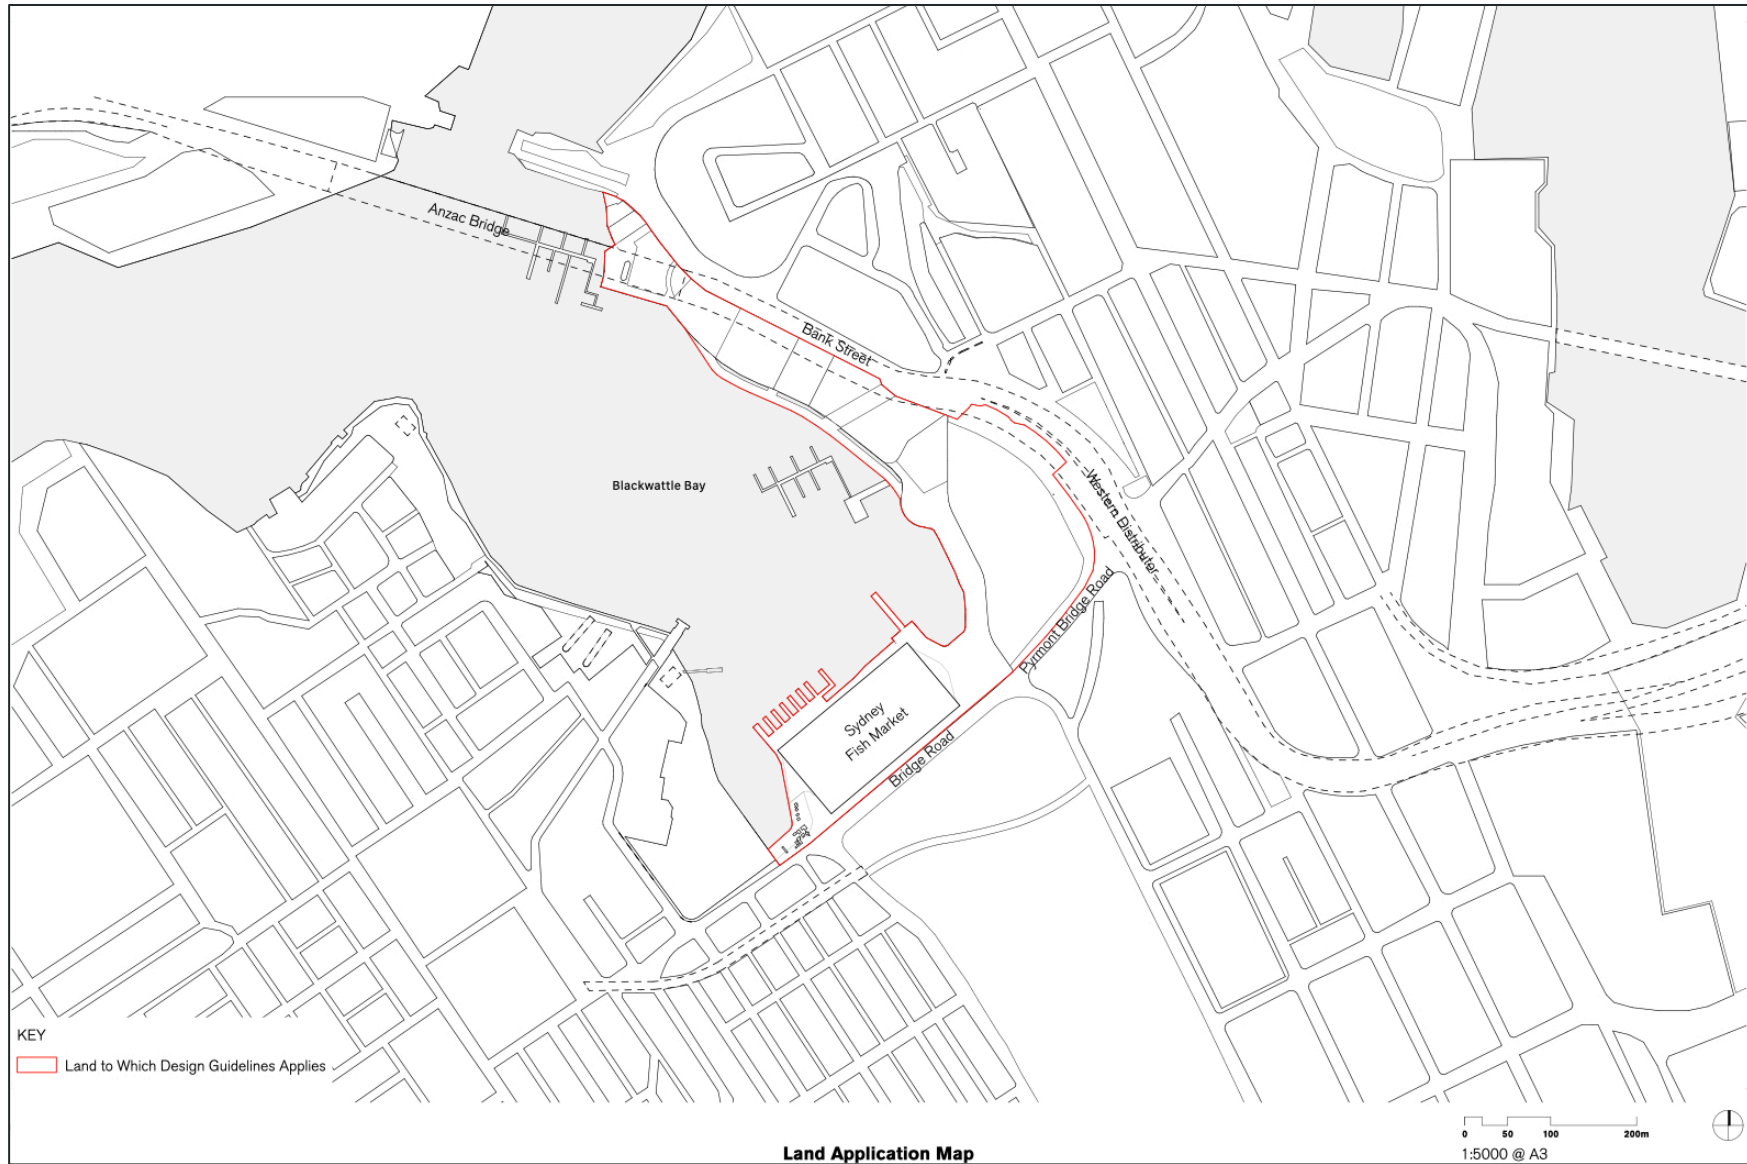 Anzac Bridge
Bank Street
Blackwattle Bay
Western Distributor
Pyrmont Bridge Road
Sydney
Fish Market
Bridge Road
KEY
Land to Which Design Guidelines Applies
0 50 100 200m
1:5000 @ A3
Land Application Map